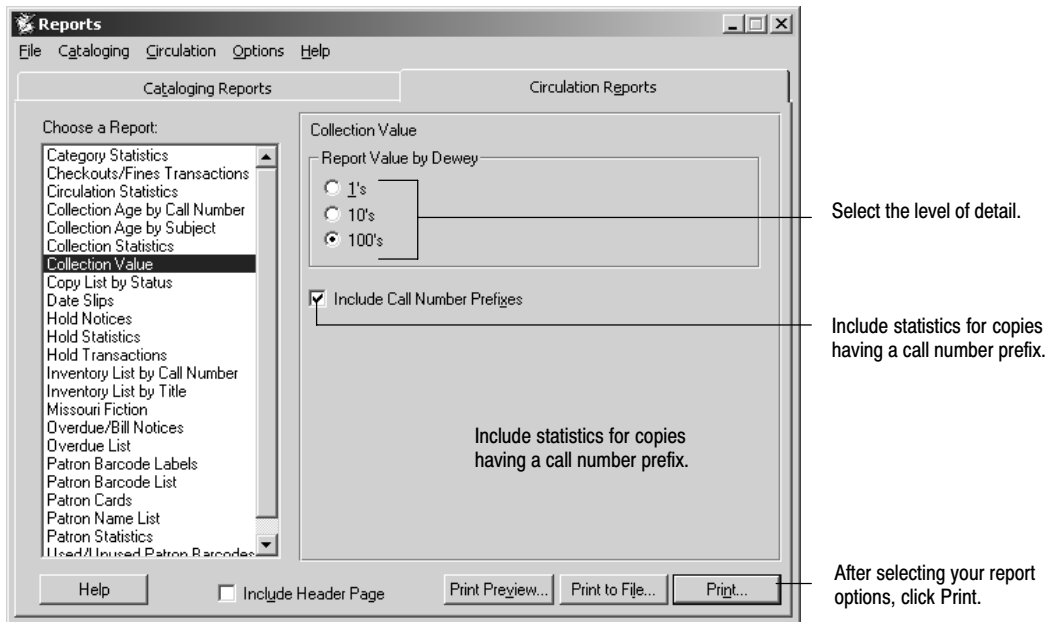 Reports
File Cataloging Circulation Options Help
Cataloging Reports
Circulation Reports
Choose a Report:
Category Statistics
Checkouts/Fines Transactions
Circulation Statistics
Collection Age by Call Number
Collection Age by Subject
Collection Statistics
Collection Value
Copy List by Status
Date Slips
Hold Notices
Hold Statistics
Hold Transactions
Inventory List by Call Number
Inventory List by Title
Missouri Fiction
Overdue/Bill Notices
Overdue List
Patron Barcode Labels
Patron Barcode List
Patron Cards
Patron Name List
Patron Statistics
Used/Unused Patron Barcodes
Collection Value
Report Value by Dewey
1's
10's
100's
Include Call Number Prefixes
Include statistics for copies
having a call number prefix.
Select the level of detail.
Include statistics for copies
having a call number prefix.
Help
Include Header Page
Print Preview...
Print to File...
Print...
After selecting your report
options, click Print.